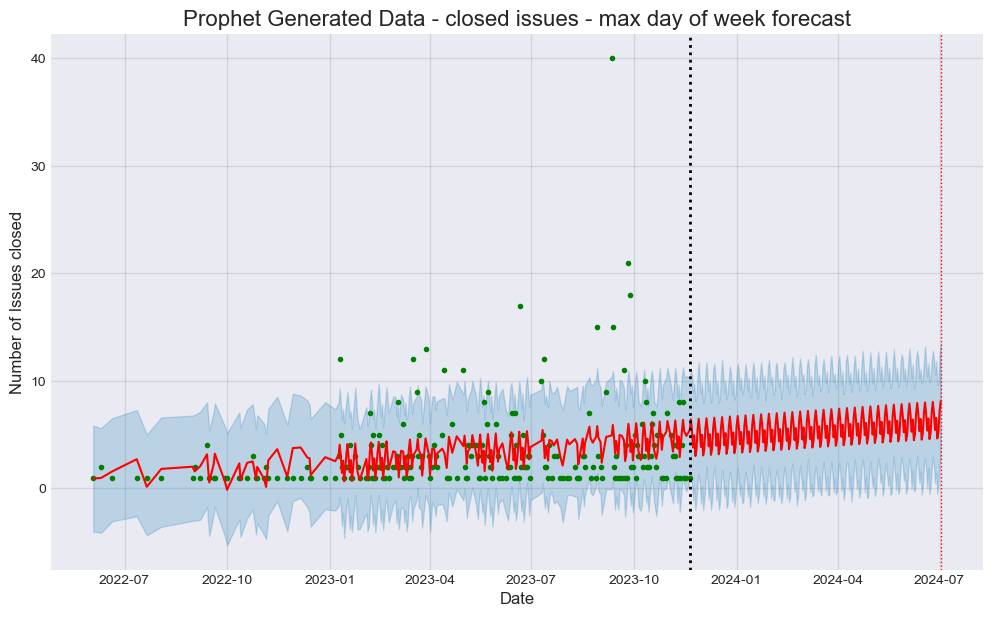 Prophet Generated Data - closed issues - max day of week forecast
Number of Issues closed
40
30
20
10
0
2022-07 2022-10 2023-01 2023-04 2023-07 2023-10 2024-01 2024-04 2024-07
Date